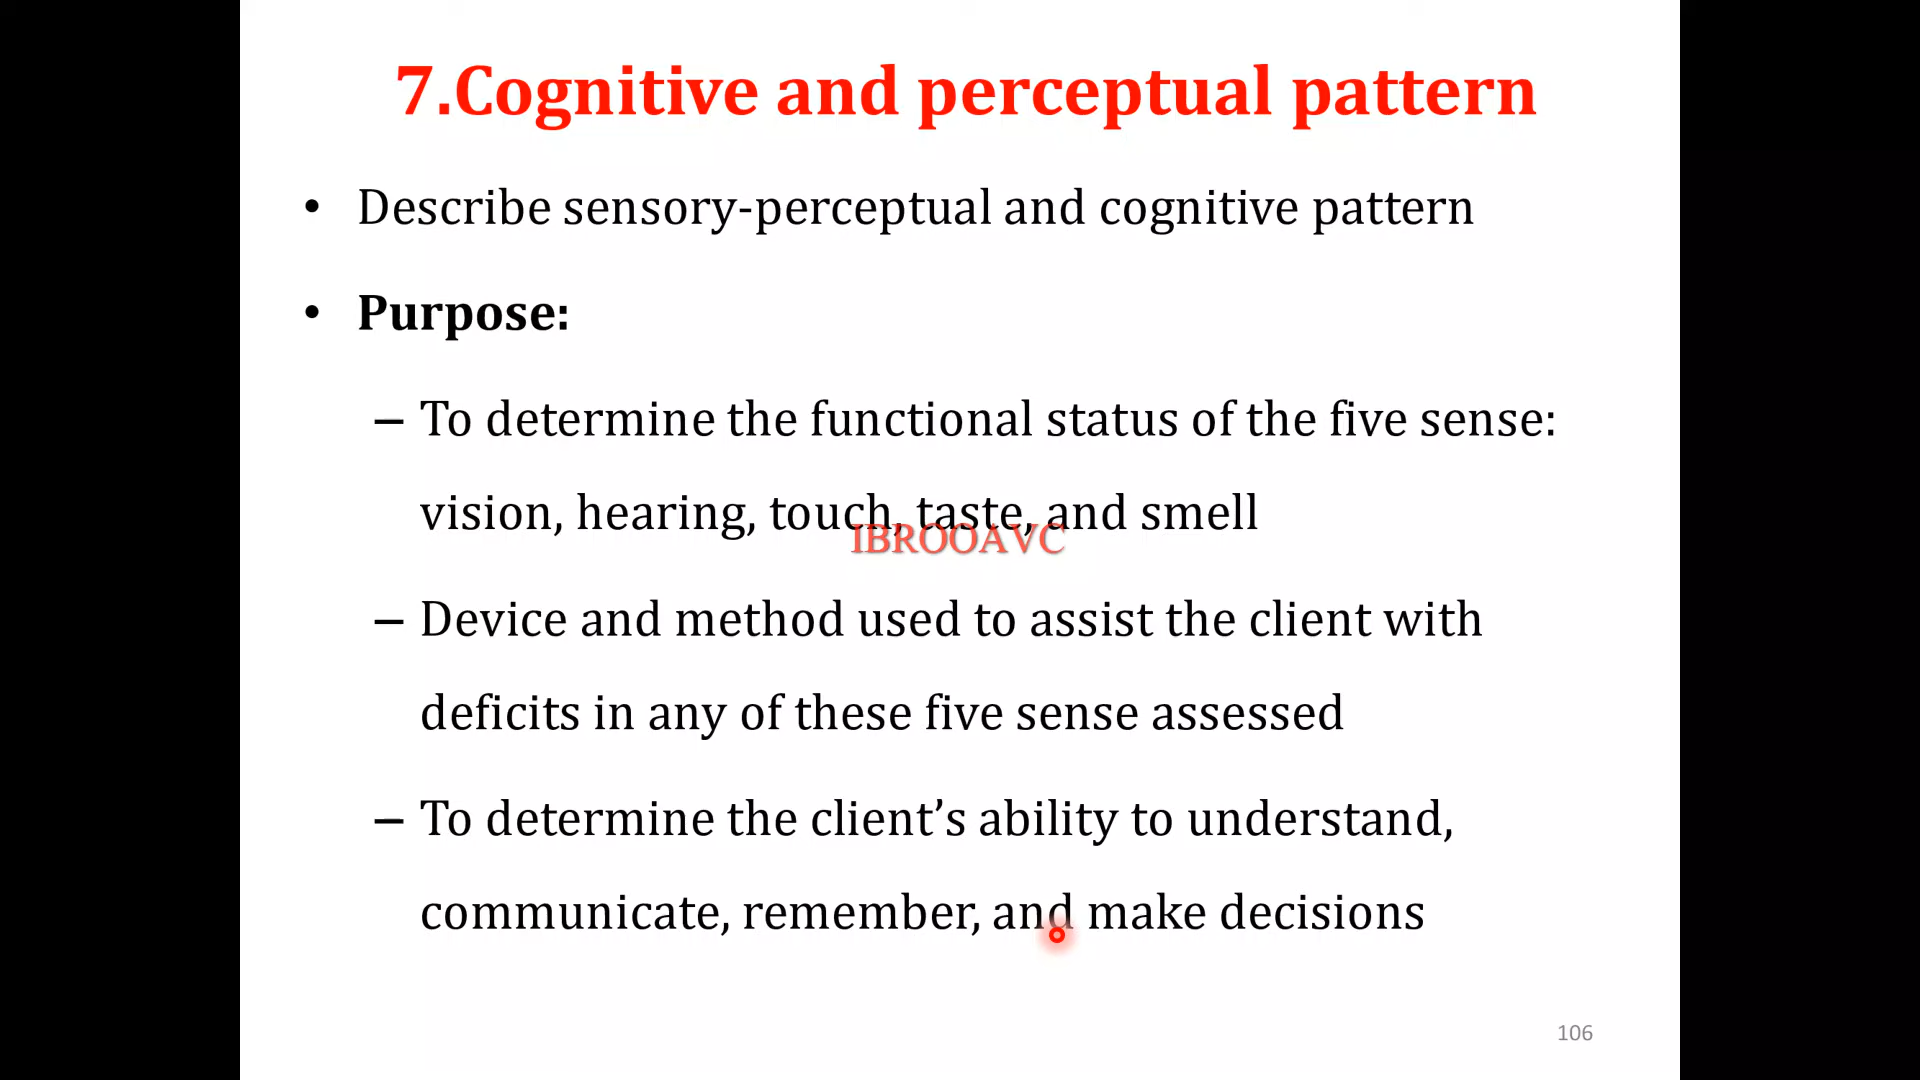 7.Cognitive and perceptual pattern
• Describe sensory-perceptual and cognitive pattern
• Purpose:
– To determine the functional status of the five sense:
vision, hearing, touch, taste, and smell
IBROOAVC
– Device and method used to assist the client with
deficits in any of these five sense assessed
– To determine the client’s ability to understand,
communicate, remember, and make decisions
106